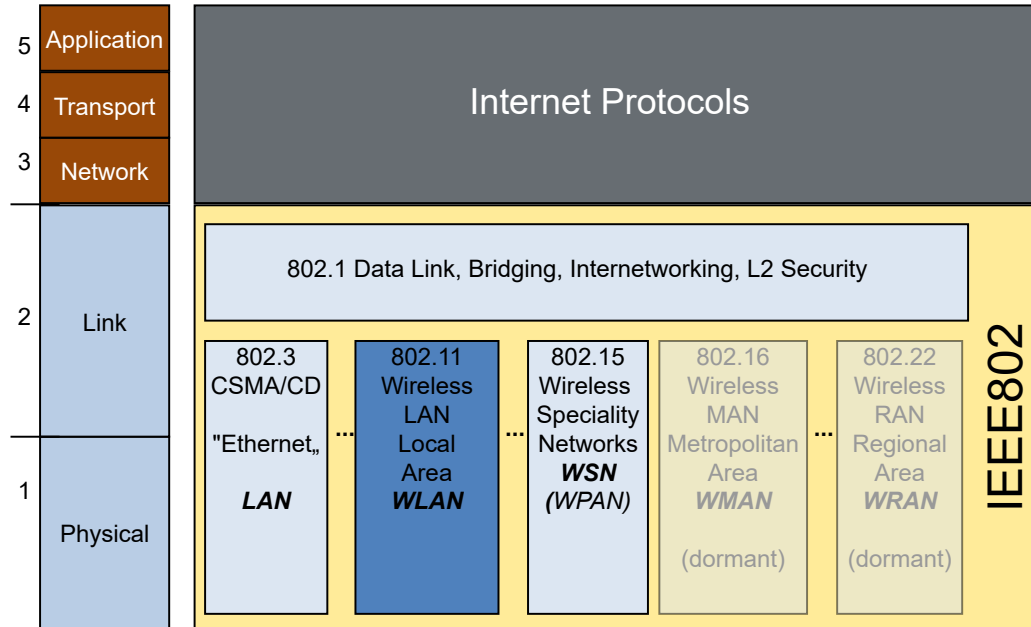 5
Application
4
Transport
3
Network
2
Link
1
Physical
Internet Protocols
802.1 Data Link, Bridging, Internetworking, L2 Security
802.3
CSMA/CD
"Ethernet„
LAN
...
802.11
Wireless
LAN
Local
Area
WLAN
...
802.15
Wireless
Speciality
Networks
WSN
(WPAN)
802.16
Wireless
MAN
Metropolitan
Area
WMAN
(dormant)
...
802.22
Wireless
RAN
Regional
Area
WRAN
(dormant)
IEEE802